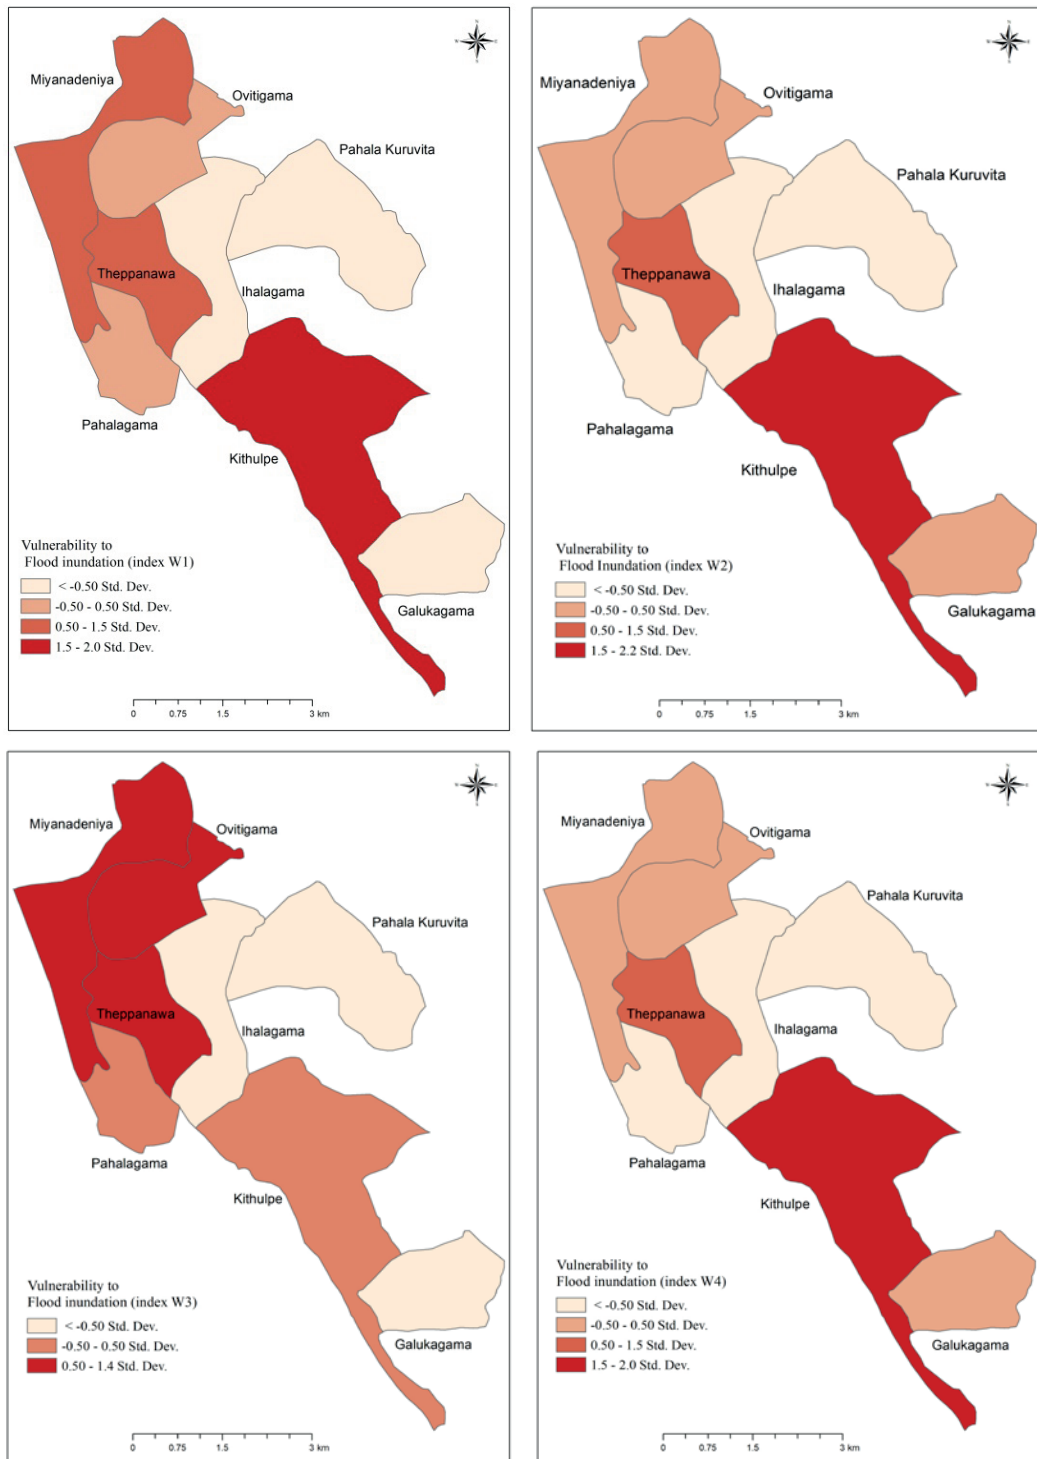 Miyanadeniya
Ovitigama
Pahala Kuruvita
Theppanawa
Ihalagama
Pahalagama
Kithulpe
Galukagama
Vulnerability to
Flood inundation (index W1)
< -0.50 Std. Dev.
-0.50 - 0.50 Std. Dev.
0.50 - 1.5 Std. Dev.
1.5 - 2.0 Std. Dev.
0 0.75 1.5 3 km
Miyanadeniya
Ovitigama
Pahala Kuruvita
Theppanawa
Ihalagama
Pahalagama
Kithulpe
Galukagama
Vulnerability to
Flood Inundation (index W2)
< -0.50 Std. Dev.
-0.50 - 0.50 Std. Dev.
0.50 - 1.5 Std. Dev.
1.5 - 2.2 Std. Dev.
0 0.75 1.5 3 km
Miyanadeniya
Ovitigama
Pahala Kuruvita
Theppanawa
Ihalagama
Pahalagama
Kithulpe
Galukagama
Vulnerability to
Flood inundation (index W3)
< -0.50 Std. Dev.
-0.50 - 0.50 Std. Dev.
0.50 - 1.4 Std. Dev.
0 0.75 1.5 3 km
Miyanadeniya
Ovitigama
Pahala Kuruvita
Theppanawa
Ihalagama
Pahalagama
Kithulpe
Galukagama
Vulnerability to
Flood inundation (index W4)
< -0.50 Std. Dev.
-0.50 - 0.50 Std. Dev.
0.50 - 1.5 Std. Dev.
1.5 - 2.0 Std. Dev.
0 0.75 1.5 3 km